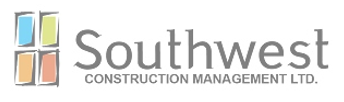 Southwest
CONSTRUCTION MANAGEMENT LTD.